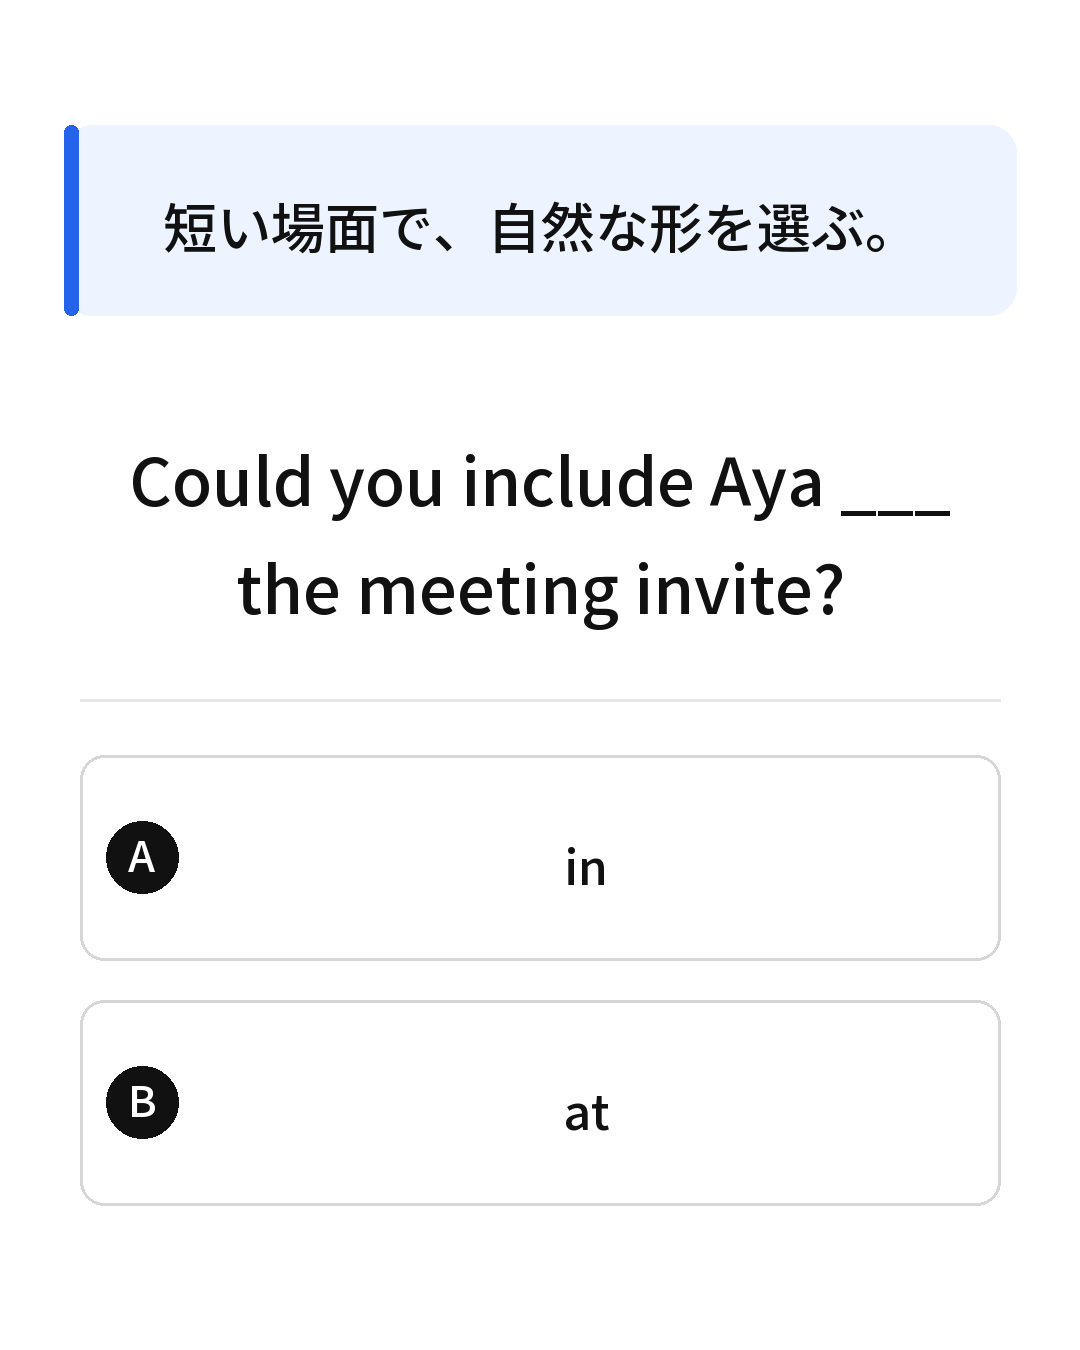 短い場面で、自然な形を選ぶ。
Could you include Aya ___
the meeting invite?
A
in
B
at